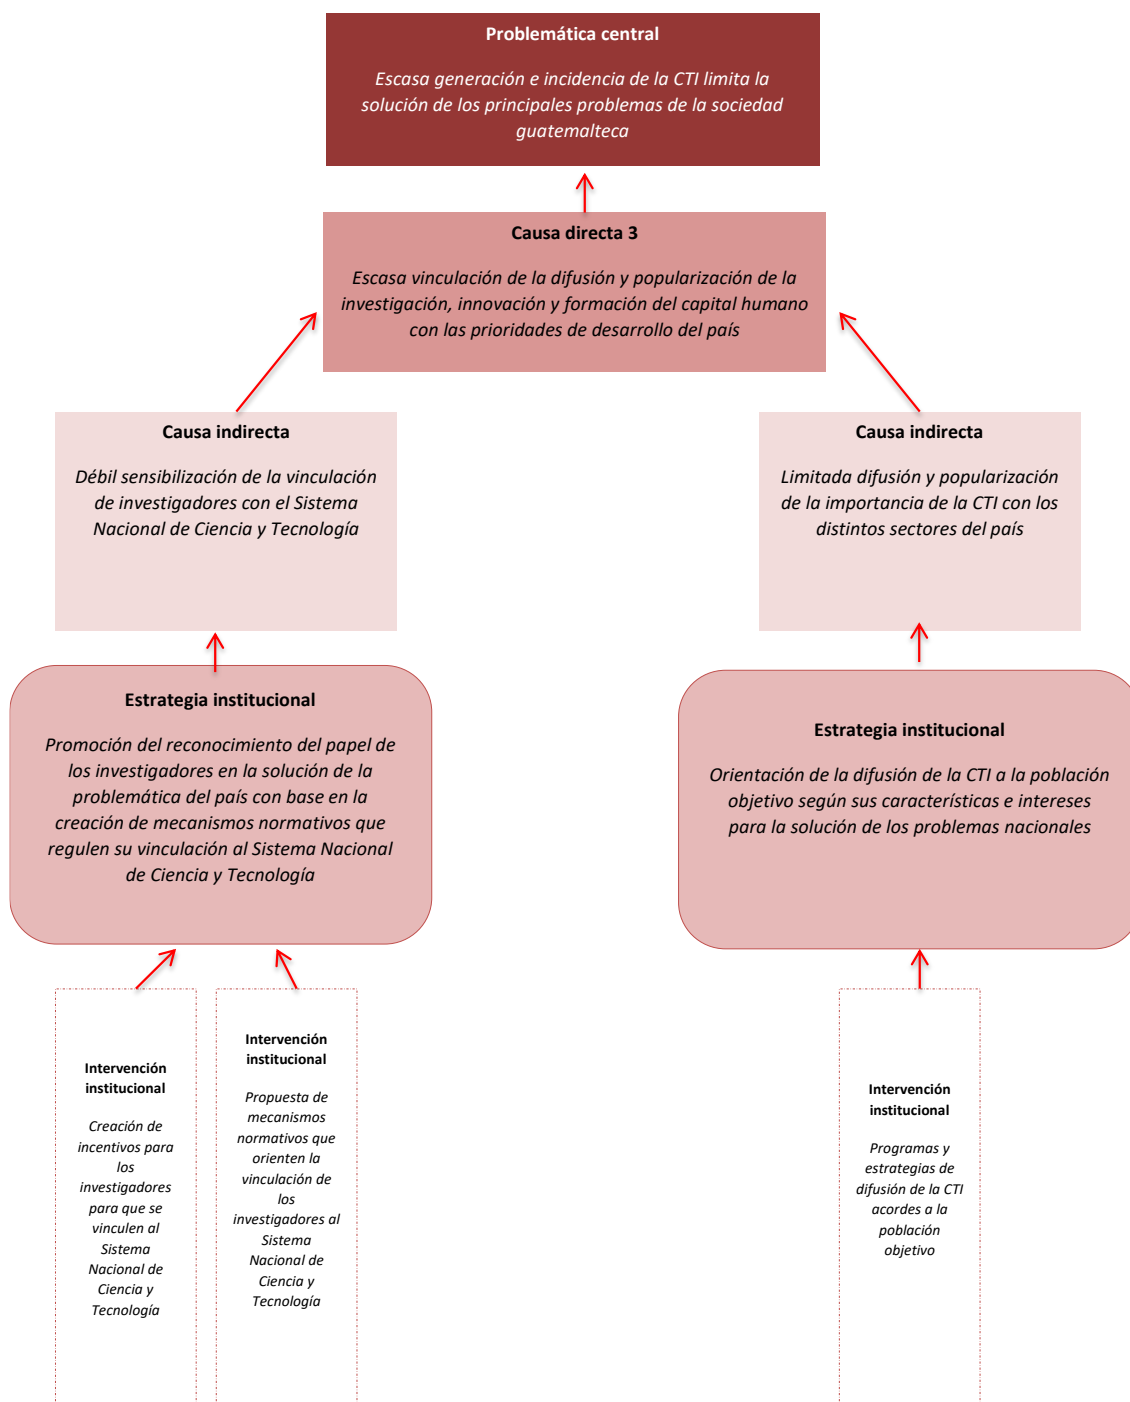 Problemática central
Escasa generación e incidencia de la CTI limita la
solución de los principales problemas de la sociedad
guatemalteca
Causa directa 3
Escasa vinculación de la difusión y popularización de la
investigación, innovación y formación del capital humano
con las prioridades de desarrollo del país
Causa indirecta
Débil sensibilización de la vinculación
de investigadores con el Sistema
Nacional de Ciencia y Tecnología
Causa indirecta
Limitada difusión y popularización
de la importancia de la CTI con los
distintos sectores del país
Estrategia institucional
Promoción del reconocimiento del papel de
los investigadores en la solución de la
problemática del país con base en la
creación de mecanismos normativos que
regulen su vinculación al Sistema Nacional
de Ciencia y Tecnología
Estrategia institucional
Orientación de la difusión de la CTI a la población
objetivo según sus características e intereses
para la solución de los problemas nacionales
Intervención
institucional
Creación de
incentivos para
los
investigadores
para que se
vinculen al
Sistema
Nacional de
Ciencia y
Tecnología
Intervención
institucional
Propuesta de
mecanismos
normativos que
orienten la
vinculación de
los
investigadores al
Sistema
Nacional de
Ciencia y
Tecnología
Intervención
institucional
Programas y
estrategias de
difusión de la CTI
acordes a la
población
objetivo